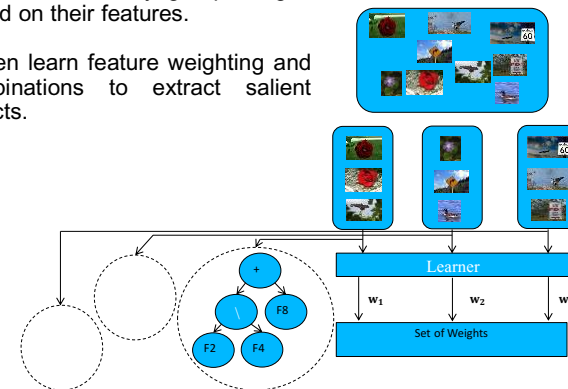 d on their features.
en learn feature weighting and
binations to extract salient
cts.
60
60
+
\
F8
F2
F4
Learner
w₁
w₂
w
Set of Weights